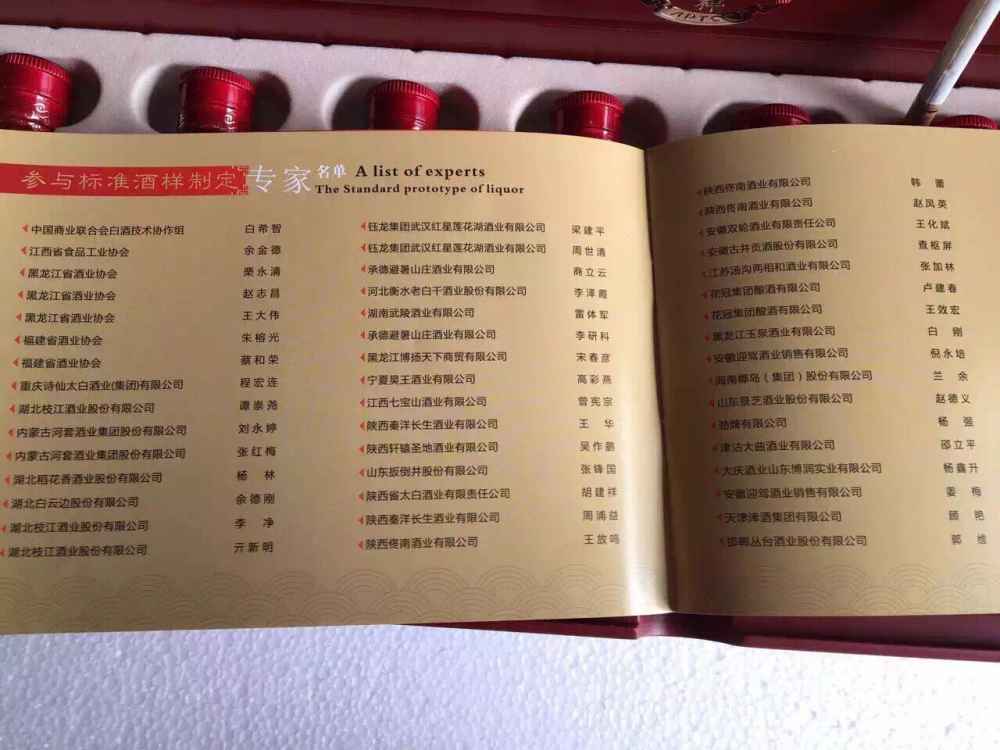 参与标准酒样制定专家名单 A list of experts
The Standard prototype of liquor
中国商业联合会白酒技术协作组 白希智
江西省食品工业协会 余金德
黑龙江省酒业协会 栾永清
黑龙江省酒业协会 赵志昌
黑龙江省酒业协会 王大伟
福建省酒业协会 朱榕光
福建省酒业协会 蔡和荣
重庆诗仙太白酒业(集团)有限公司 程宏连
湖北枝江酒业股份有限公司 谭崇尧
内蒙古河套酒业集团股份有限公司 刘永婷
内蒙古河套酒业集团股份有限公司 张红梅
湖北稻花香酒业股份有限公司 杨林
湖北白云边股份有限公司 余德刚
湖北枝江酒业股份有限公司 李净
湖北枝江酒业股份有限公司 亓新明
钰龙集团武汉红星莲花湖酒业有限公司 梁建平
钰龙集团武汉红星莲花湖酒业有限公司 周世清
承德避暑山庄酒业有限公司 商立云
河北衡水老白干酒业股份有限公司 李泽霞
湖南武陵酒业有限公司 雷体军
承德避暑山庄酒业有限公司 李研科
黑龙江博扬天下商贸有限公司 宋春彦
宁夏昊王酒业有限公司 高彩燕
江西七宝山酒业有限公司 曾宪宗
陕西秦洋长生酒业有限公司 王华
陕西轩辕圣地酒业有限公司 吴作鹏
山东扳倒井股份有限公司 张锋国
陕西省太白酒业有限责任公司 胡建祥
陕西秦洋长生酒业有限公司 周浦益
陕西佟南酒业有限公司 王放鸣
陕西佟南酒业有限公司 韩蕾
陕西佟南酒业有限公司 赵凤英
安徽双轮酒业有限责任公司 王化斌
安徽古井贡酒股份有限公司 查枢屏
江苏汤沟两相和酒业有限公司 张加林
花冠集团酿酒有限公司 卢建春
花冠集团酿酒有限公司 王效宏
黑龙江玉泉酒业有限公司 白刚
安徽迎驾酒业销售有限公司 倪永培
海南椰岛(集团)股份有限公司 兰余
山东景芝酒业股份有限公司 赵德义
劲牌有限公司 杨强
津沽大曲酒业有限公司 邵立平
大庆酒业山东博润实业有限公司 杨鑫升
安徽迎驾酒业销售有限公司 姜梅
天津津酒集团有限公司 顾艳
邯郸丛台酒业股份有限公司 郭维